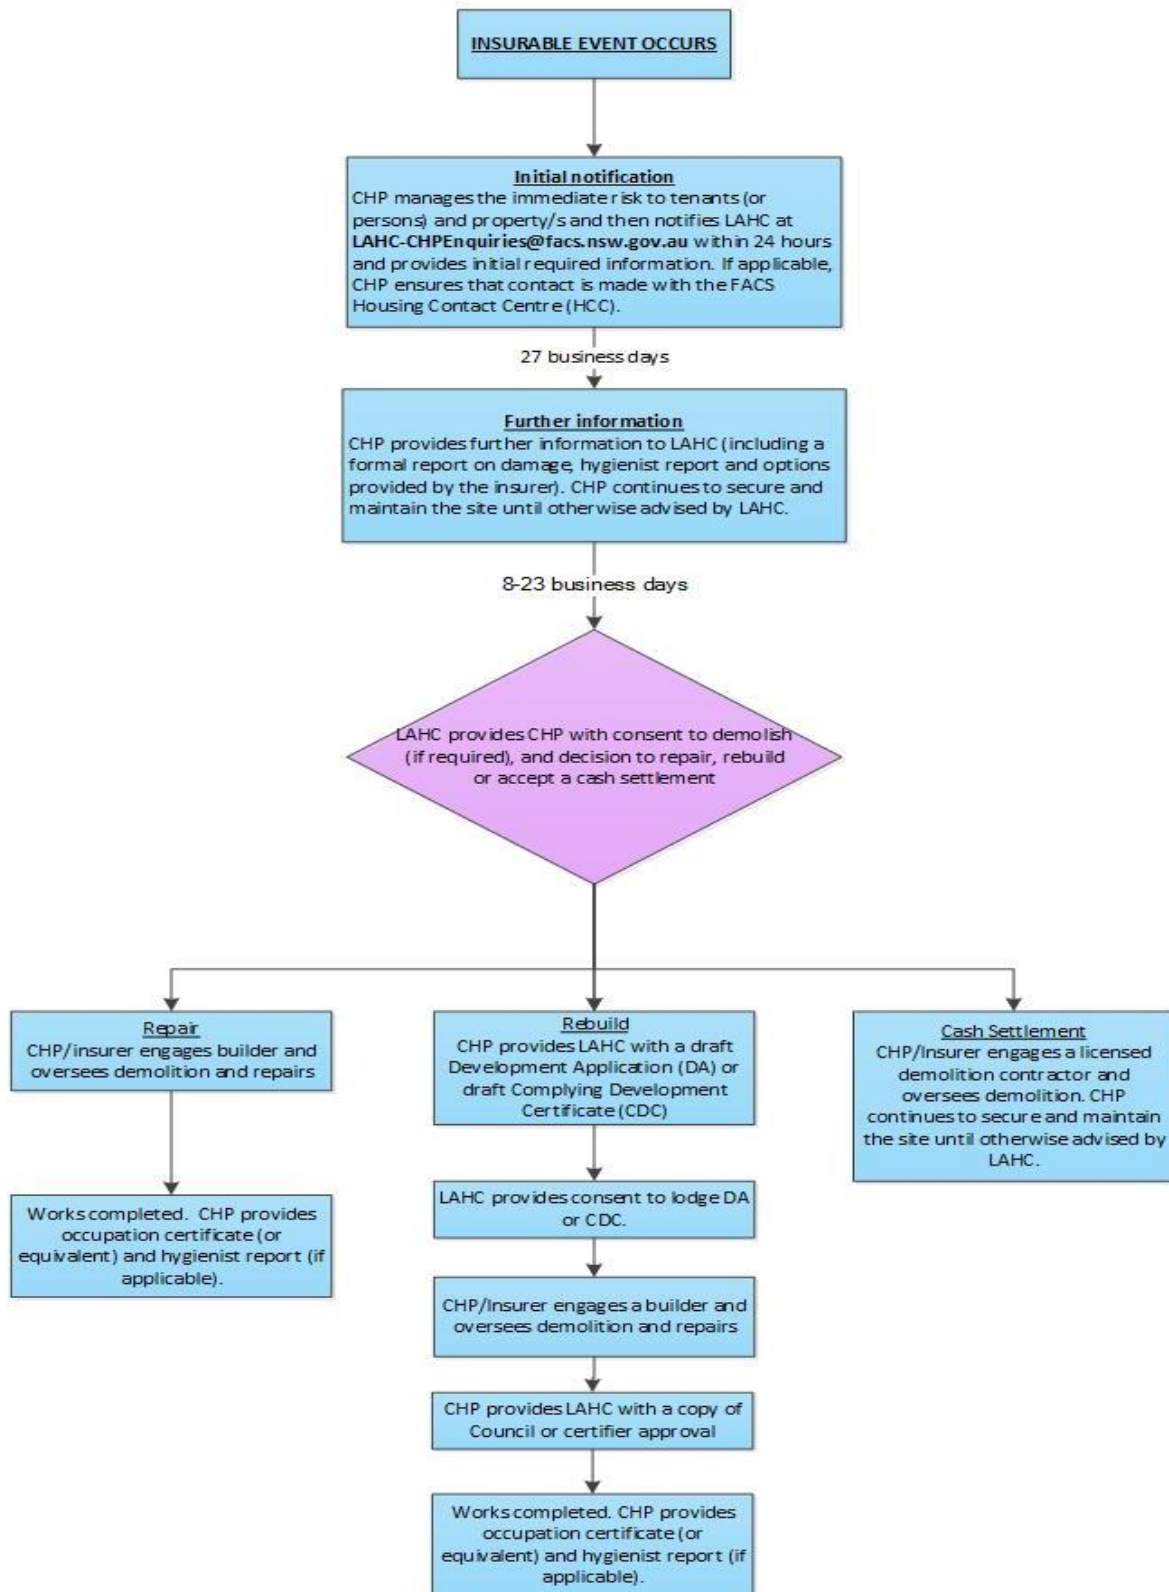 INSURABLE EVENT OCCURS
Initial notification
CHP manages the immediate risk to tenants (or
persons) and property/s and then notifies LAHC at
LAHC-CHPEnquiries@facs.nsw.gov.au within 24 hours
and provides initial required information. If applicable,
CHP ensures that contact is made with the FACS
Housing Contact Centre (HCC).
27 business days
Further information
CHP provides further information to LAHC (including a
formal report on damage, hygienist report and options
provided by the insurer). CHP continues to secure and
maintain the site until otherwise advised by LAHC.
8-23 business days
LAHC provides CHP with consent to demolish
(if required), and decision to repair, rebuild
or accept a cash settlement
Repair
CHP/insurer engages builder and
oversees demolition and repairs
Works completed. CHP provides
occupation certificate (or
equivalent) and hygienist report (if
applicable).
Rebuild
CHP provides LAHC with a draft
Development Application (DA) or
draft Complying Development
Certificate (CDC)
LAHC provides consent to lodge DA
or CDC.
CHP/Insurer engages a builder and
oversees demolition and repairs
CHP provides LAHC with a copy of
Council or certifier approval
Works completed. CHP provides
occupation certificate (or
equivalent) and hygienist report (if
applicable).
Cash Settlement
CHP/Insurer engages a licensed
demolition contractor and
oversees demolition. CHP
continues to secure and maintain
the site until otherwise advised by
LAHC.